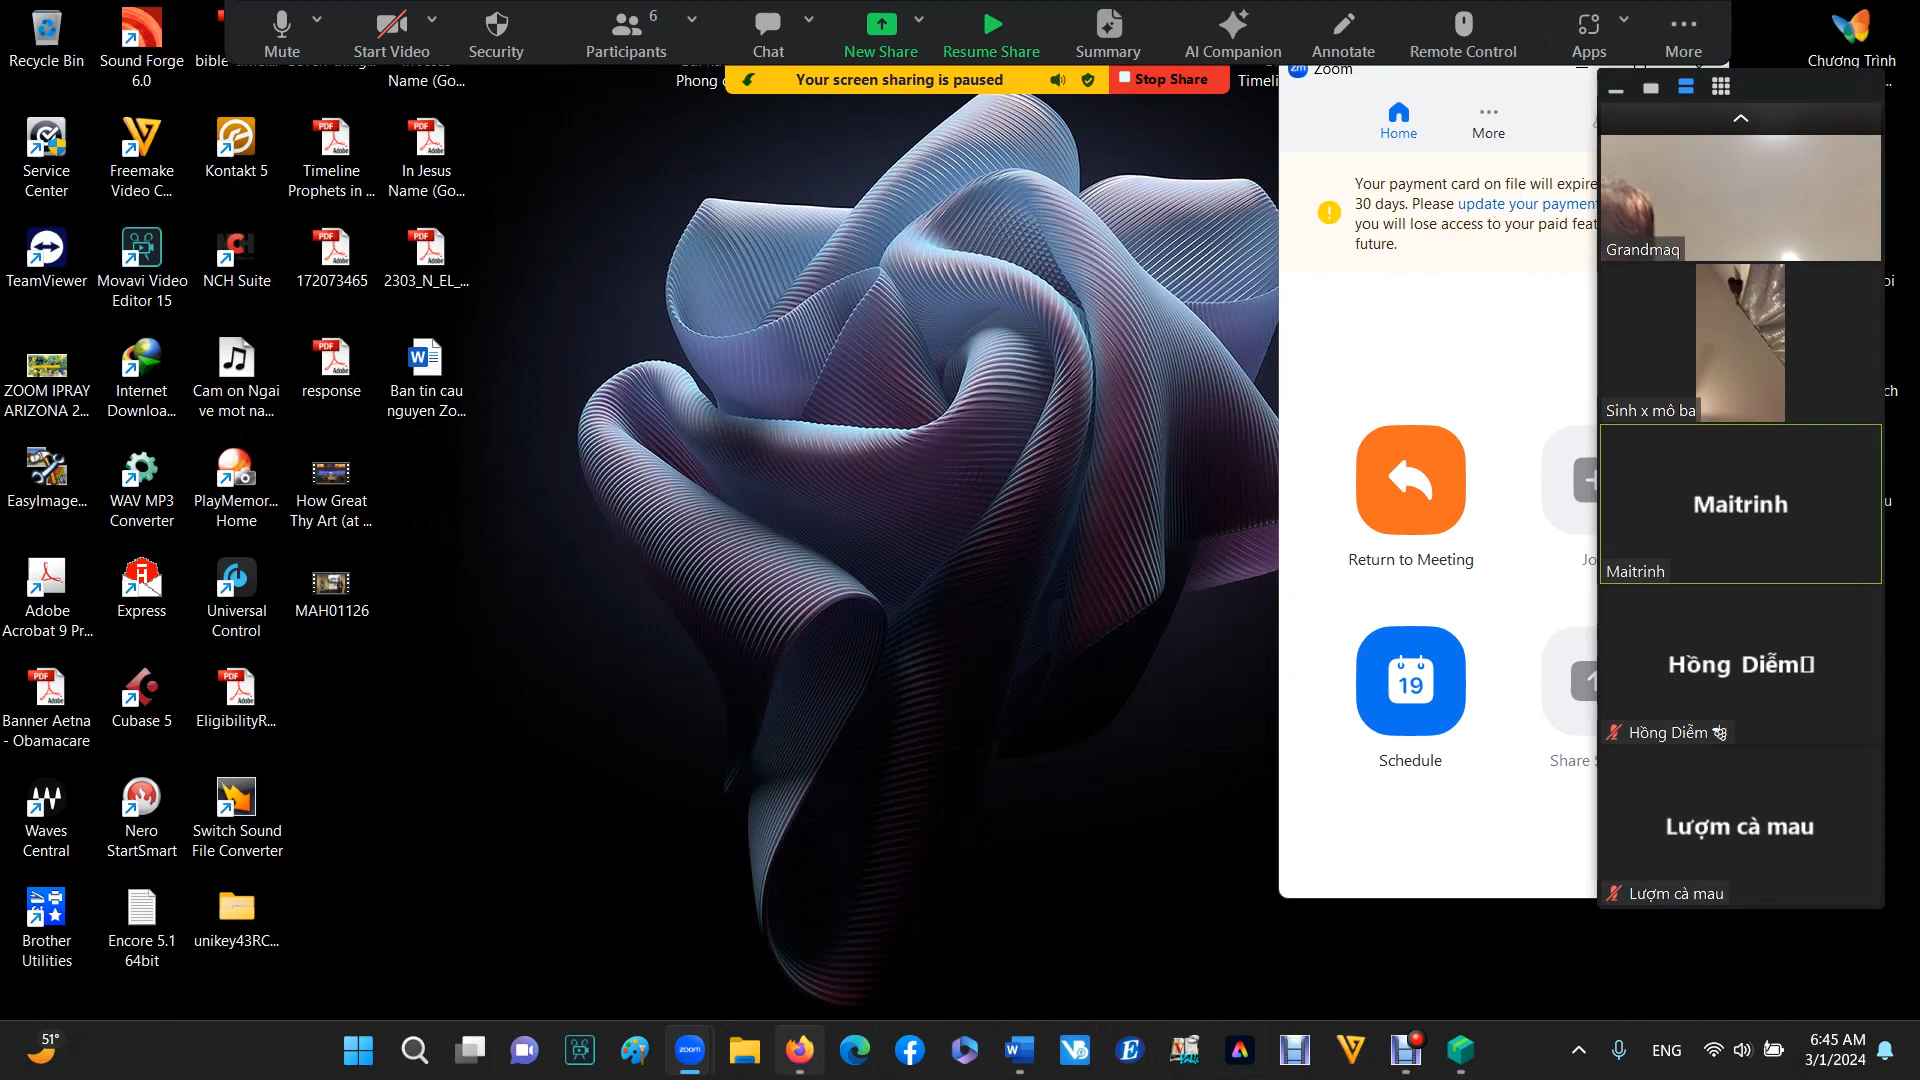 Mute
Start Video
Security
Participants
6
Chat
New Share
Resume Share
Summary
AI Companion
Annotate
Remote Control
Apps
More
Your screen sharing is paused
Stop Share
Recycle Bin
Sound Forge
6.0
Name (Go...
Phong
Chương Trình
Service
Center
Freemake
Video C...
Kontakt 5
Timeline
Prophets in ...
In Jesus
Name (Go...
TeamViewer
Movavi Video
Editor 15
NCH Suite
172073465
2303_N_EL_...
ZOOM IPRAY
ARIZONA 2...
Internet
Downloa...
Cam on Ngai
ve mot na...
response
Ban tin cau
nguyen Zo...
EasyImage...
WAV MP3
Converter
PlayMemor...
Home
How Great
Thy Art (at ...
Adobe
Acrobat 9 Pr...
Express
Universal
Control
MAH01126
Banner Aetna
- Obamacare
Cubase 5
EligibilityR...
Waves
Central
Nero
StartSmart
Switch Sound
File Converter
Brother
Utilities
Encore 5.1
64bit
unikey43RC...
Zoom
Home
More
Your payment card on file will expire
30 days. Please update your payment
you will lose access to your paid feat
future.
Return to Meeting
Jo
19
Schedule
Share
Grandmaq
Sinh x mô ba
Maitrinh
Maitrinh
Hồng Diễm
Hồng Diễm
Lượm cà mau
Lượm cà mau
51°
zoom
ENG
6:45 AM
3/1/2024